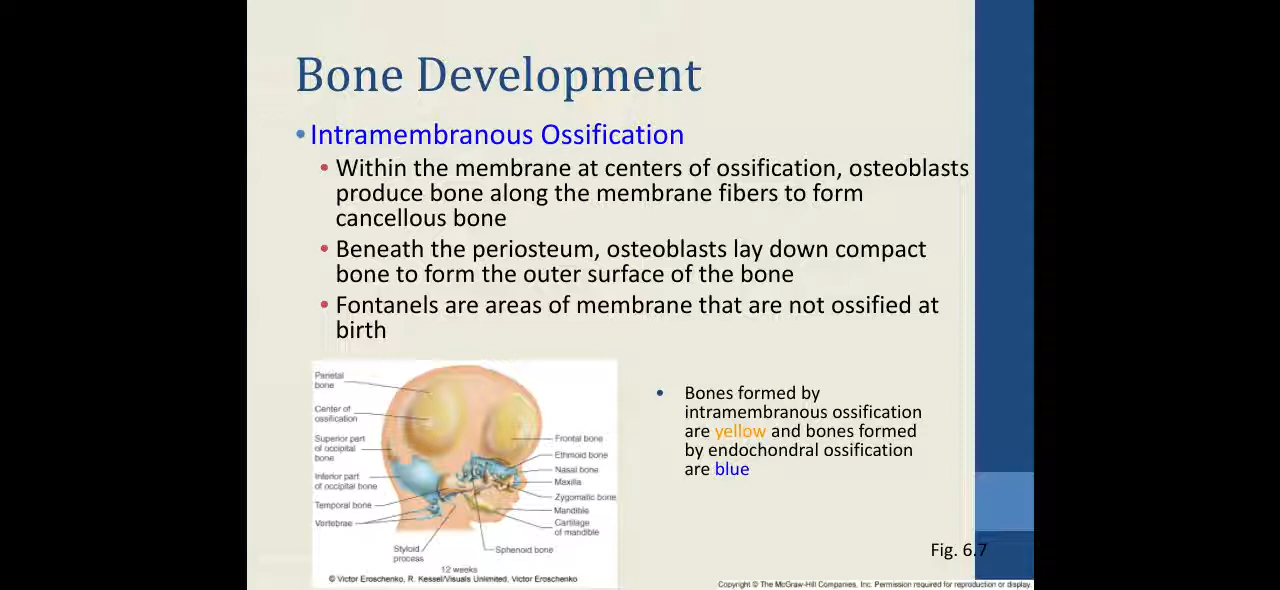 Bone Development
• Intramembranous Ossification
• Within the membrane at centers of ossification, osteoblasts
produce bone along the membrane fibers to form
cancellous bone
• Beneath the periosteum, osteoblasts lay down compact
bone to form the outer surface of the bone
• Fontanels are areas of membrane that are not ossified at
birth
Parietal
bone
Center of
ossification
Superior part
of occipital
bone
Inferior part
of occipital bone
Temporal bone
Vertebrae
Styloid
process
Frontal bone
Ethmoid bone
Nasal bone
Maxilla
Zygomatic bone
Mandible
Cartilage
of mandible
Sphenoid bone
12 weeks
© Victor Eroschenko, R. Kessel/Visuals Unlimited, Victor Eroschenko
• Bones formed by
intramembranous ossification
are yellow and bones formed
by endochondral ossification
are blue
Fig. 6.7
Copyright © The McGraw-Hill Companies, Inc. Permission required for reproduction or display.